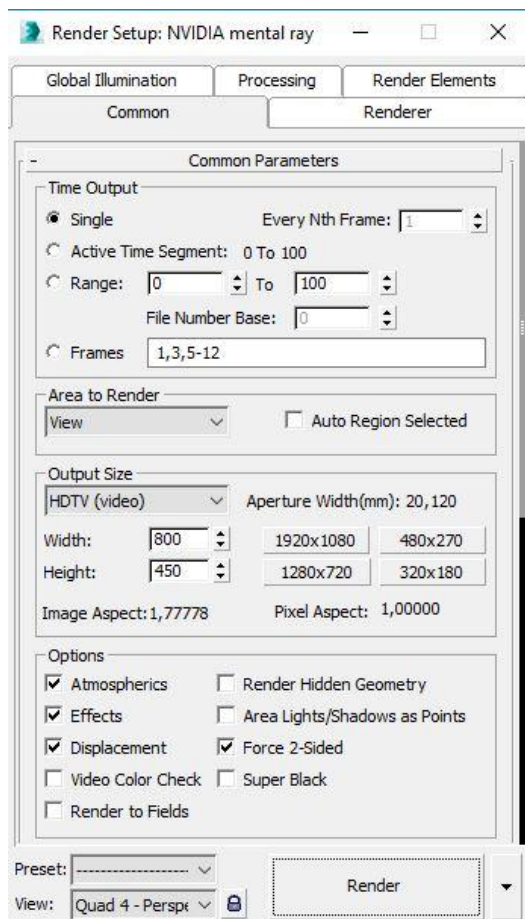 Render Setup: NVIDIA mental ray
Global Illumination Processing Render Elements
Common Renderer
- Common Parameters
Time Output
Single Every Nth Frame: 1
Active Time Segment: 0 To 100
Range: 0 To 100
File Number Base: 0
Frames 1,3,5-12
Area to Render
View Auto Region Selected
Output Size
HDTV (video) Aperture Width(mm): 20,120
Width: 800 1920x1080 480x270
Height: 450 1280x720 320x180
Image Aspect: 1,77778 Pixel Aspect: 1,00000
Options
Atmospherics Render Hidden Geometry
Effects Area Lights/Shadows as Points
Displacement Force 2-Sided
Video Color Check Super Black
Render to Fields
Preset: -------------------
Render
View: Quad 4 - Perspe